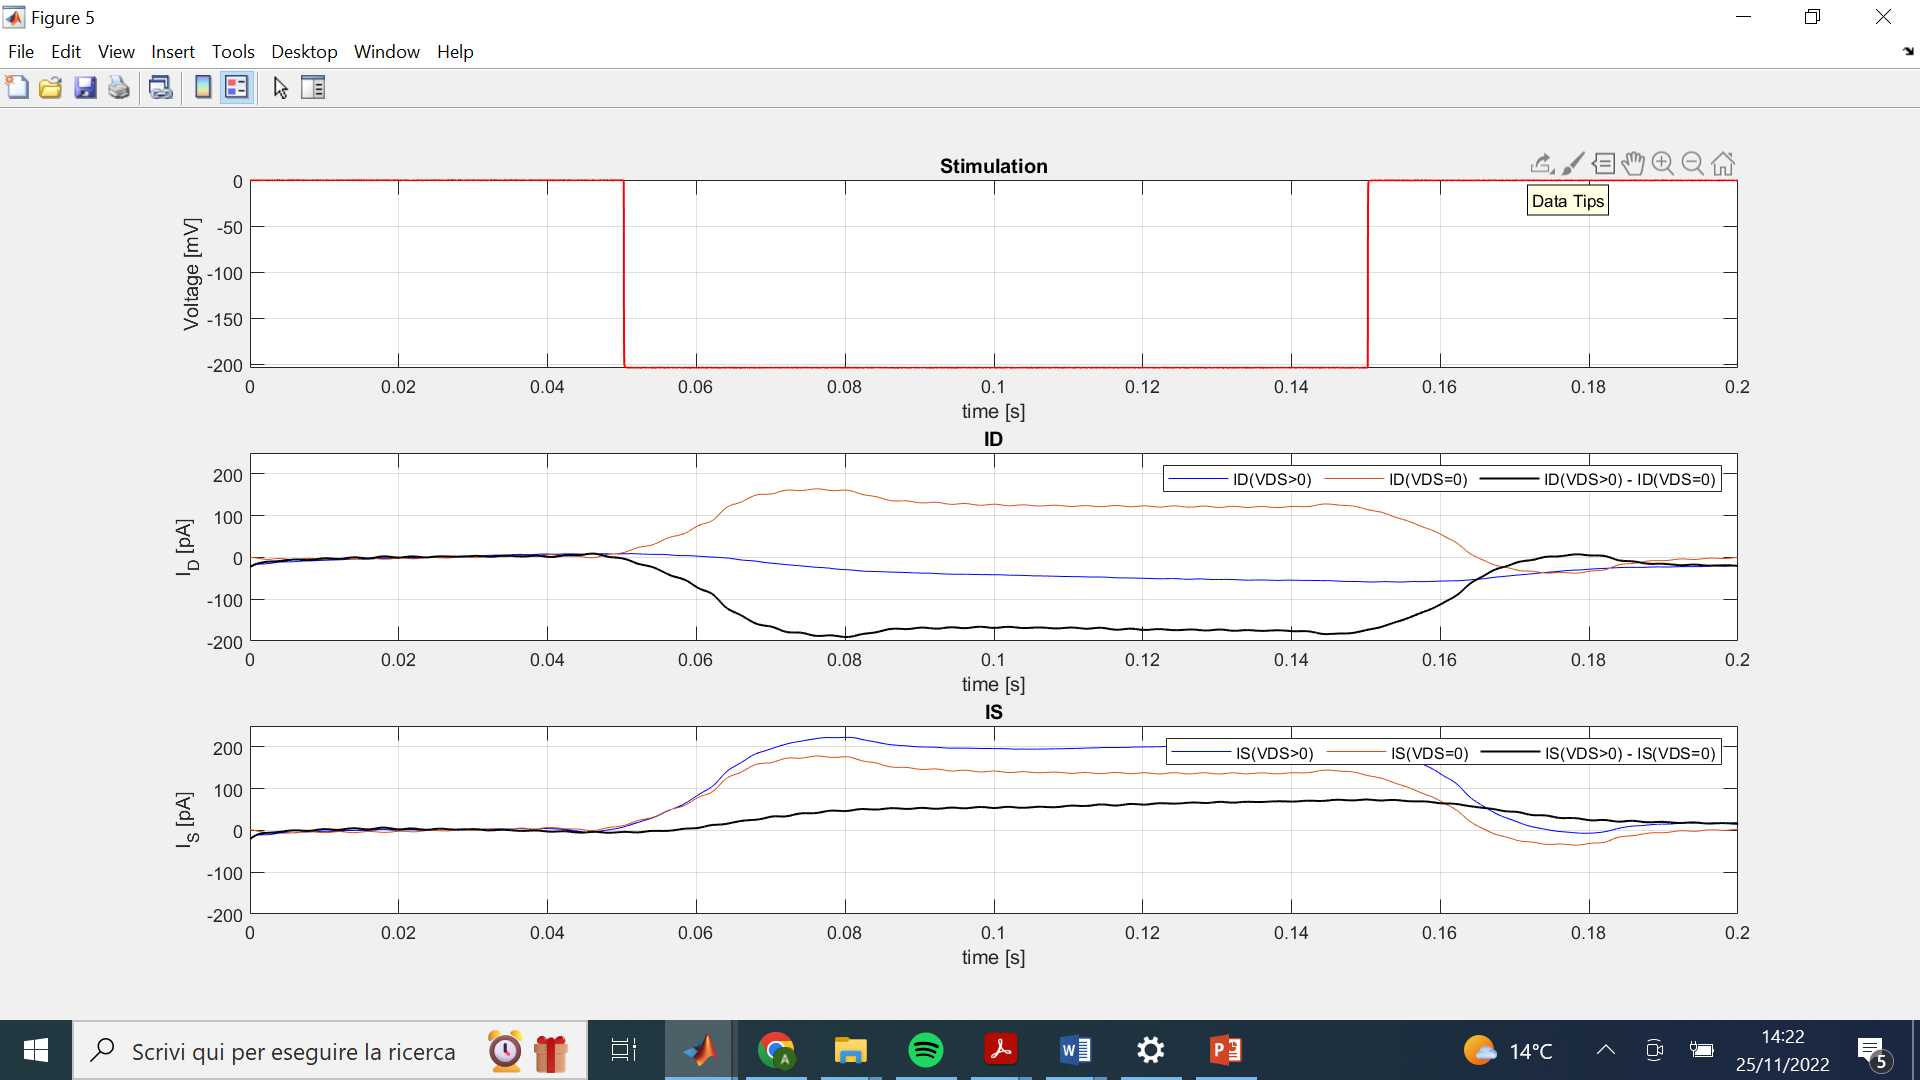 Figure 5
File Edit View Insert Tools Desktop Window Help
Stimulation
Data Tips
Voltage [mV]
0
-50
-100
-150
-200
0 0.02 0.04 0.06 0.08 0.1 0.12 0.14 0.16 0.18 0.2
time [s]
ID
ID(VDS>0) ID(VDS=0) ID(VDS>0) - ID(VDS=0)
I_D [pA]
200
100
0
-100
-200
0 0.02 0.04 0.06 0.08 0.1 0.12 0.14 0.16 0.18 0.2
time [s]
IS
IS(VDS>0) IS(VDS=0) IS(VDS>0) - IS(VDS=0)
I_S [pA]
200
100
0
-100
-200
0 0.02 0.04 0.06 0.08 0.1 0.12 0.14 0.16 0.18 0.2
time [s]
Scrivi qui per eseguire la ricerca
A
W
P
14°C
14:22
25/11/2022
5